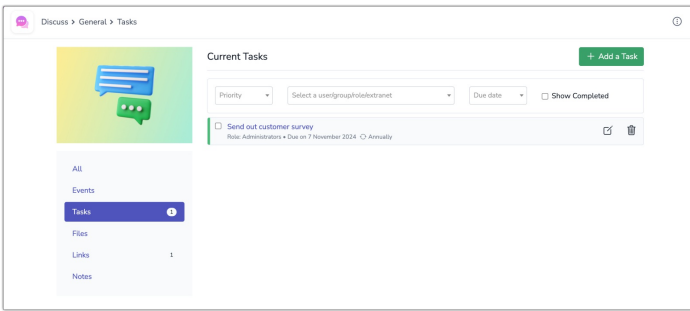 Discuss > General > Tasks
Current Tasks
+ Add a Task
Priority
Select a user/group/role/extranet
Due date
Show Completed
Send out customer survey
Role: Administrators • Due on 7 November 2024 Annually
All
Events
Tasks 1
Files
Links 1
Notes